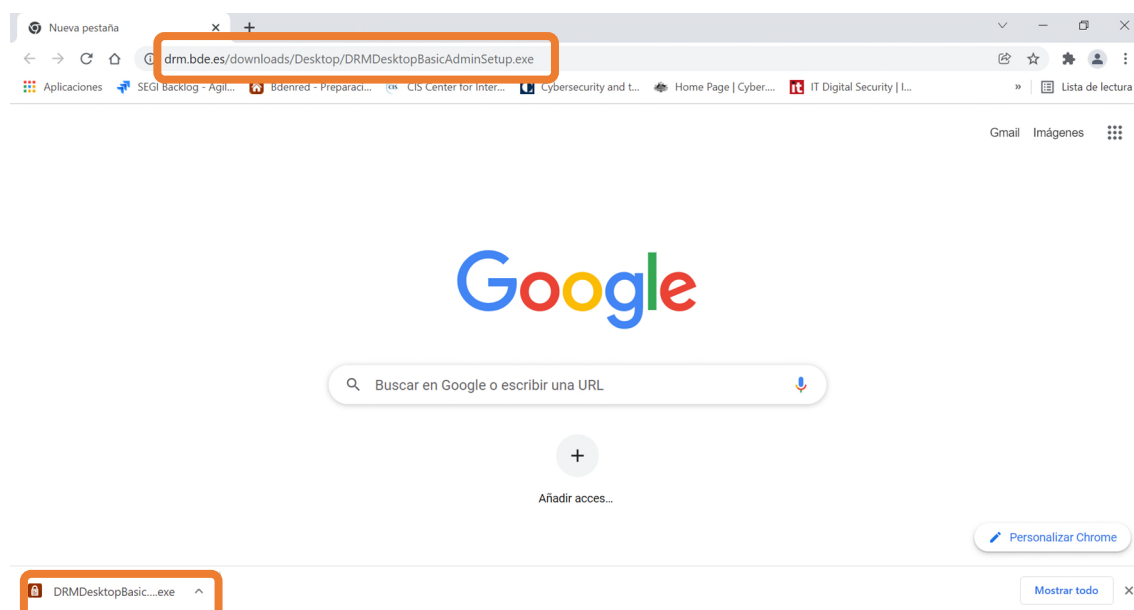 Nueva pestaña
drm.bde.es/downloads/Desktop/DRMDesktopBasicAdminSetup.exe
Aplicaciones SEGI Backlog - Agil... Bdenred - Preparaci... CIS CIS Center for Inter... Cybersecurity and t... Home Page | Cyber.... it IT Digital Security | I... » Lista de lectura
Gmail Imágenes
Google
Buscar en Google o escribir una URL
Añadir acces...
Personalizar Chrome
DRMDesktopBasic....exe Mostrar todo